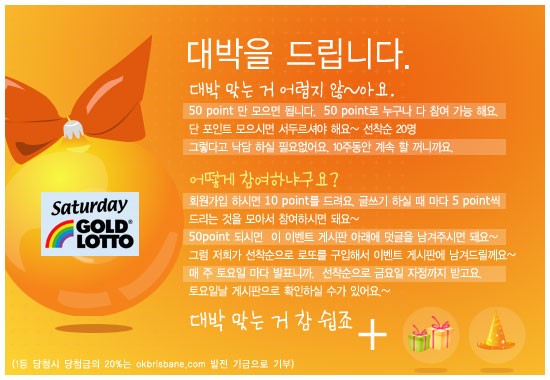 대박을 드립니다.
대박 맞는 거 어렵지 않~아요.
50 point 만 모으면 됩니다. 50 point로 누구나 다 참여 가능 해요.
단 포인트 모으시면 서두르셔야 해요~ 선착순 20명
그렇다고 낙담 하실 필요없어요. 10주동안 계속 할 꺼니까요.
어떻게 참여하냐구요?
회원가입 하시면 10 point를 드려요. 글쓰기 하실 때 마다 5 point씩
드리는 것을 모아서 참여하시면 돼요~
50point 되시면 이 이벤트 게시판 아래에 덧글을 남겨주시면 돼요~
그럼 저희가 선착순으로 로또를 구입해서 이벤트 게시판에 남겨드릴께요~
매 주 토요일 마다 발표니까, 선착순으로 금요일 자정까지 받고요.
토요일날 게시판으로 확인하실 수가 있어요~
대박 맞는 거 참 쉽죠
+
Saturday
GOLD
LOTTO
(1등 당첨시 당첨금의 20%는 okbrisbane.com 발전 기금으로 기부)